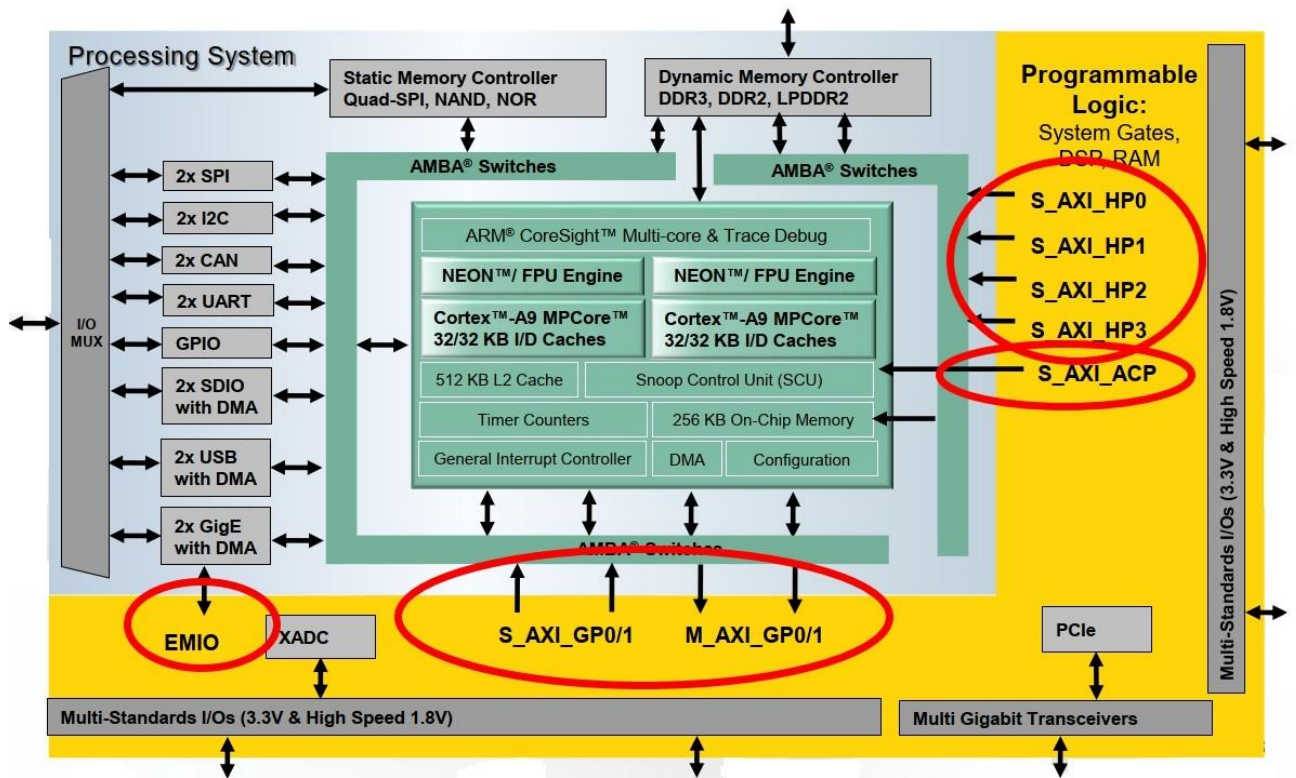 Processing System
Static Memory Controller
Quad-SPI, NAND, NOR
Dynamic Memory Controller
DDR3, DDR2, LPDDR2
Programmable
Logic:
System Gates,
DSP, RAM
AMBA® Switches
AMBA® Switches
2x SPI
2x I2C
2x CAN
2x UART
GPIO
2x SDIO
with DMA
2x USB
with DMA
2x GigE
with DMA
I/O
MUX
ARM® CoreSight™ Multi-core & Trace Debug
NEON™/ FPU Engine
NEON™/ FPU Engine
Cortex™-A9 MPCore™
32/32 KB I/D Caches
Cortex™-A9 MPCore™
32/32 KB I/D Caches
512 KB L2 Cache
Snoop Control Unit (SCU)
Timer Counters
256 KB On-Chip Memory
General Interrupt Controller
DMA
Configuration
AMBA® Switches
S_AXI_HP0
S_AXI_HP1
S_AXI_HP2
S_AXI_HP3
S_AXI_ACP
Multi-Standards I/Os (3.3V & High Speed 1.8V)
EMIO
XADC
S_AXI_GP0/1
M_AXI_GP0/1
PCIe
Multi-Standards I/Os (3.3V & High Speed 1.8V)
Multi Gigabit Transceivers